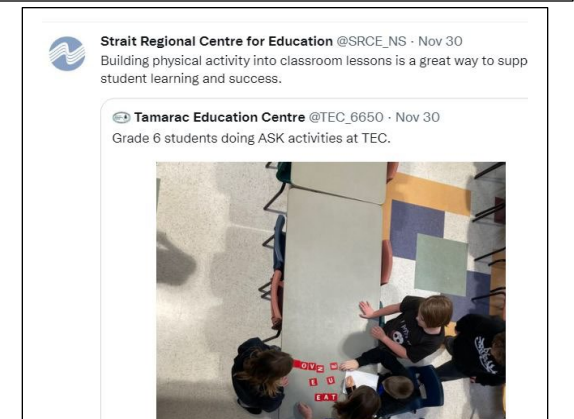 Strait Regional Centre for Education @SRCE_NS · Nov 30
Building physical activity into classroom lessons is a great way to supp
student learning and success.
Tamarac Education Centre @TEC_6650 · Nov 30
Grade 6 students doing ASK activities at TEC.
E U
EAT